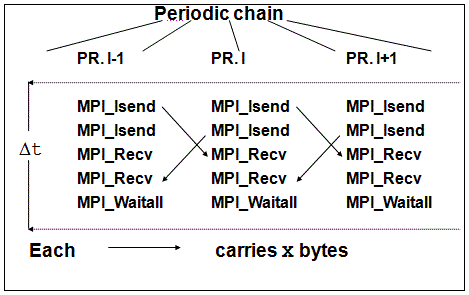 Periodic chain
PR. I-1 PR. I PR. I+1
MPI_Isend MPI_Isend MPI_Isend
MPI_Isend MPI_Isend MPI_Isend
Δt MPI_Recv MPI_Recv MPI_Recv
MPI_Recv MPI_Recv MPI_Recv
MPI_Waitall MPI_Waitall MPI_Waitall
Each carries x bytes